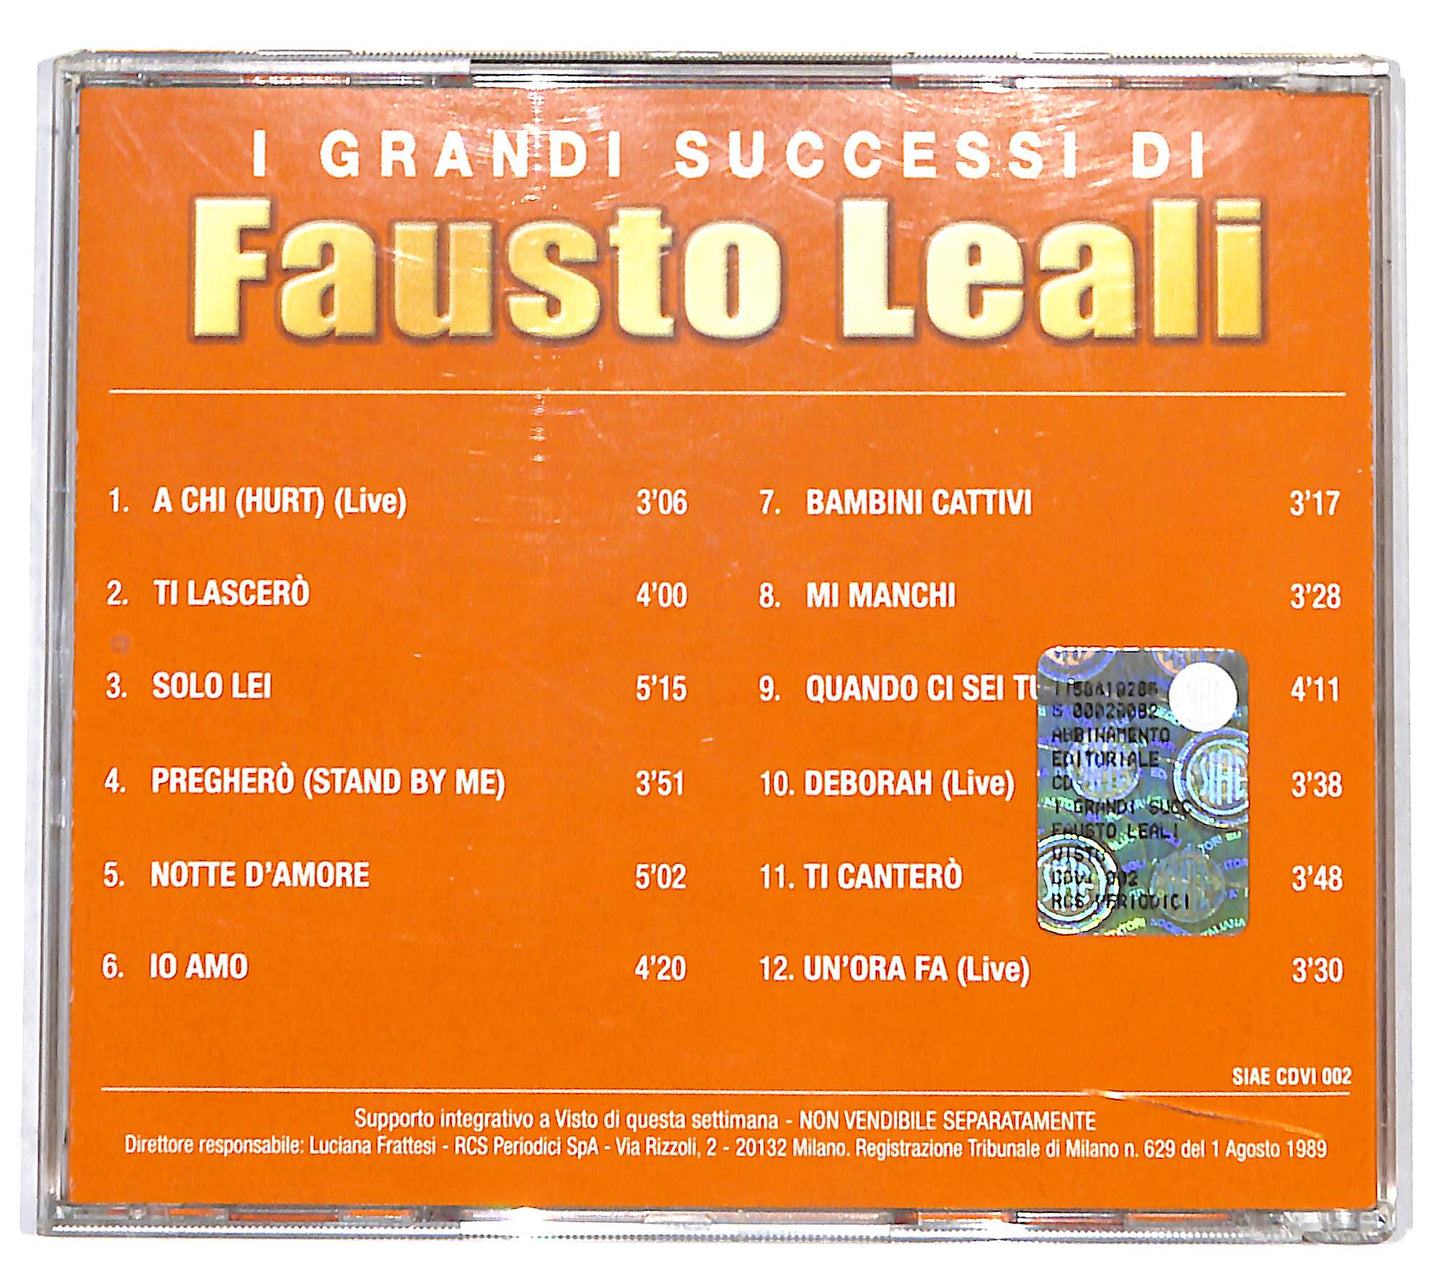 I GRANDI SUCCESSI DI
Fausto Leali
1. A CHI (HURT) (Live) 3'06
2. TI LASCERÒ 4'00
3. SOLO LEI 5'15
4. PREGHERÒ (STAND BY ME) 3'51
5. NOTTE D'AMORE 5'02
6. IO AMO 4'20
7. BAMBINI CATTIVI 3'17
8. MI MANCHI 3'28
9. QUANDO CI SEI TU 4'11
10. DEBORAH (Live) 3'38
11. TI CANTERÒ 3'48
12. UN'ORA FA (Live) 3'30
ABBINAMENTO
EDITORIALE
CD
I GRANDI SUCC
FAUSTO LEALI
VISTO
CDVI 002
RCS PERIODICI
SIAE CDVI 002
Supporto integrativo a Visto di questa settimana - NON VENDIBILE SEPARATAMENTE
Direttore responsabile: Luciana Frattesi - RCS Periodici SpA - Via Rizzoli, 2 - 20132 Milano. Registrazione Tribunale di Milano n. 629 del 1 Agosto 1989